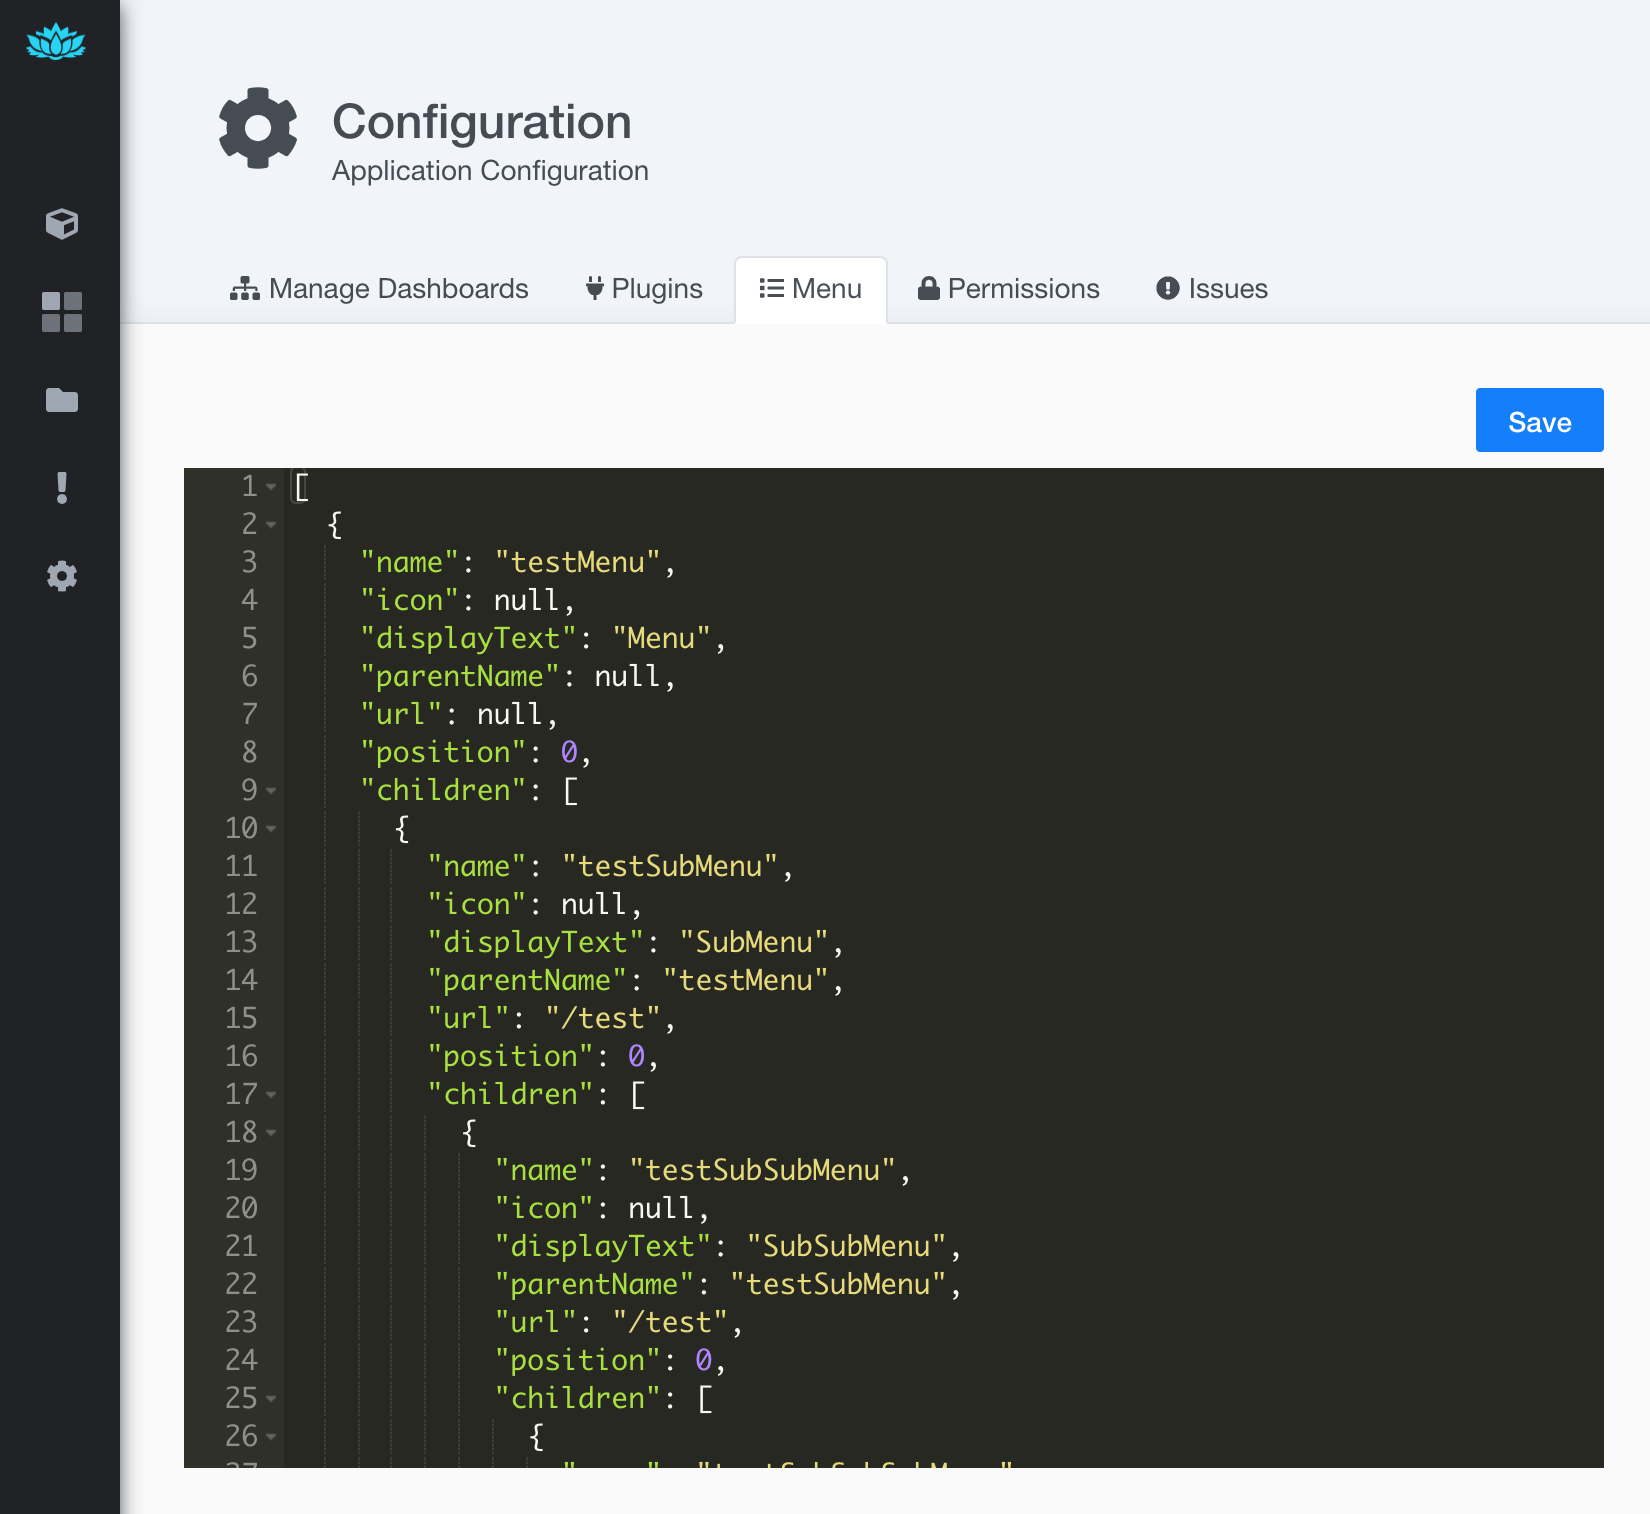 Configuration
Application Configuration
Manage Dashboards Plugins Menu Permissions Issues
Save
1 [
2 {
3 "name": "testMenu",
4 "icon": null,
5 "displayText": "Menu",
6 "parentName": null,
7 "url": null,
8 "position": 0,
9 "children": [
10 {
11 "name": "testSubMenu",
12 "icon": null,
13 "displayText": "SubMenu",
14 "parentName": "testMenu",
15 "url": "/test",
16 "position": 0,
17 "children": [
18 {
19 "name": "testSubSubMenu",
20 "icon": null,
21 "displayText": "SubSubMenu",
22 "parentName": "testSubMenu",
23 "url": "/test",
24 "position": 0,
25 "children": [
26 {